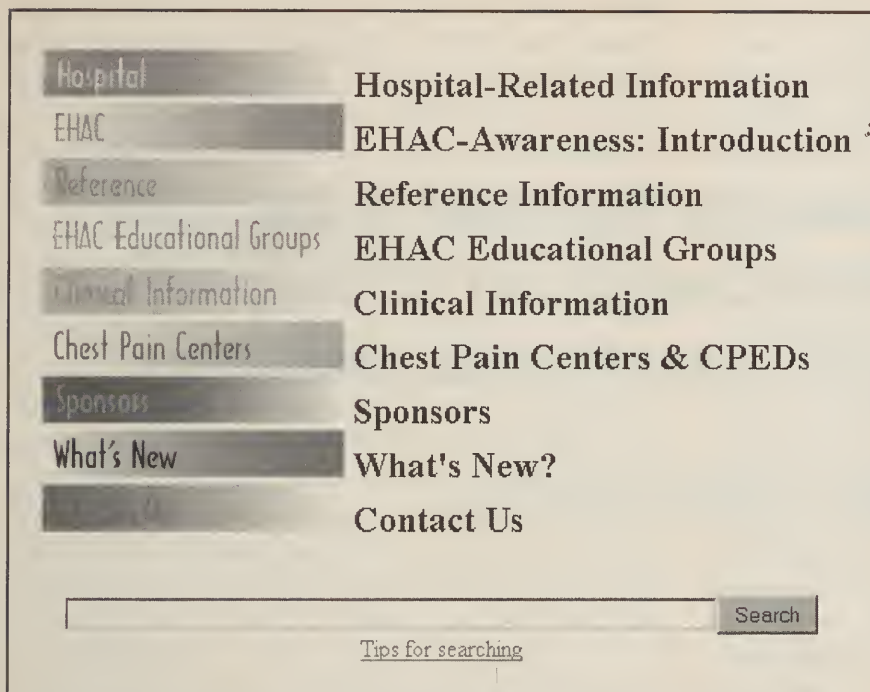 Hospital Hospital-Related Information
EHAC EHAC-Awareness: Introduction
Reference Reference Information
EHAC Educational Groups EHAC Educational Groups
Clinical Information Clinical Information
Chest Pain Centers Chest Pain Centers & CPEDs
Sponsors Sponsors
What's New What's New?
Contact Us
Search
Tips for searching